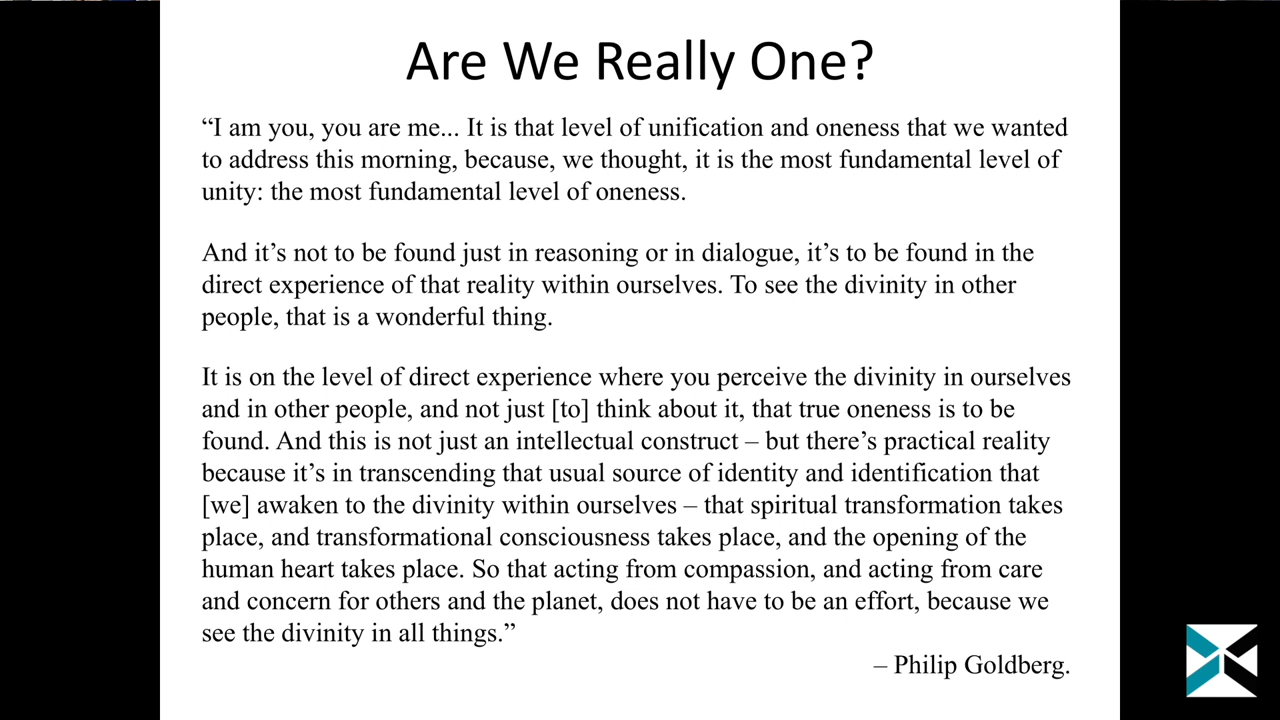 Are We Really One?
“I am you, you are me... It is that level of unification and oneness that we wanted
to address this morning, because, we thought, it is the most fundamental level of
unity: the most fundamental level of oneness.
And it’s not to be found just in reasoning or in dialogue, it’s to be found in the
direct experience of that reality within ourselves. To see the divinity in other
people, that is a wonderful thing.
It is on the level of direct experience where you perceive the divinity in ourselves
and in other people, and not just [to] think about it, that true oneness is to be
found. And this is not just an intellectual construct – but there’s practical reality
because it’s in transcending that usual source of identity and identification that
[we] awaken to the divinity within ourselves – that spiritual transformation takes
place, and transformational consciousness takes place, and the opening of the
human heart takes place. So that acting from compassion, and acting from care
and concern for others and the planet, does not have to be an effort, because we
see the divinity in all things.”
– Philip Goldberg.